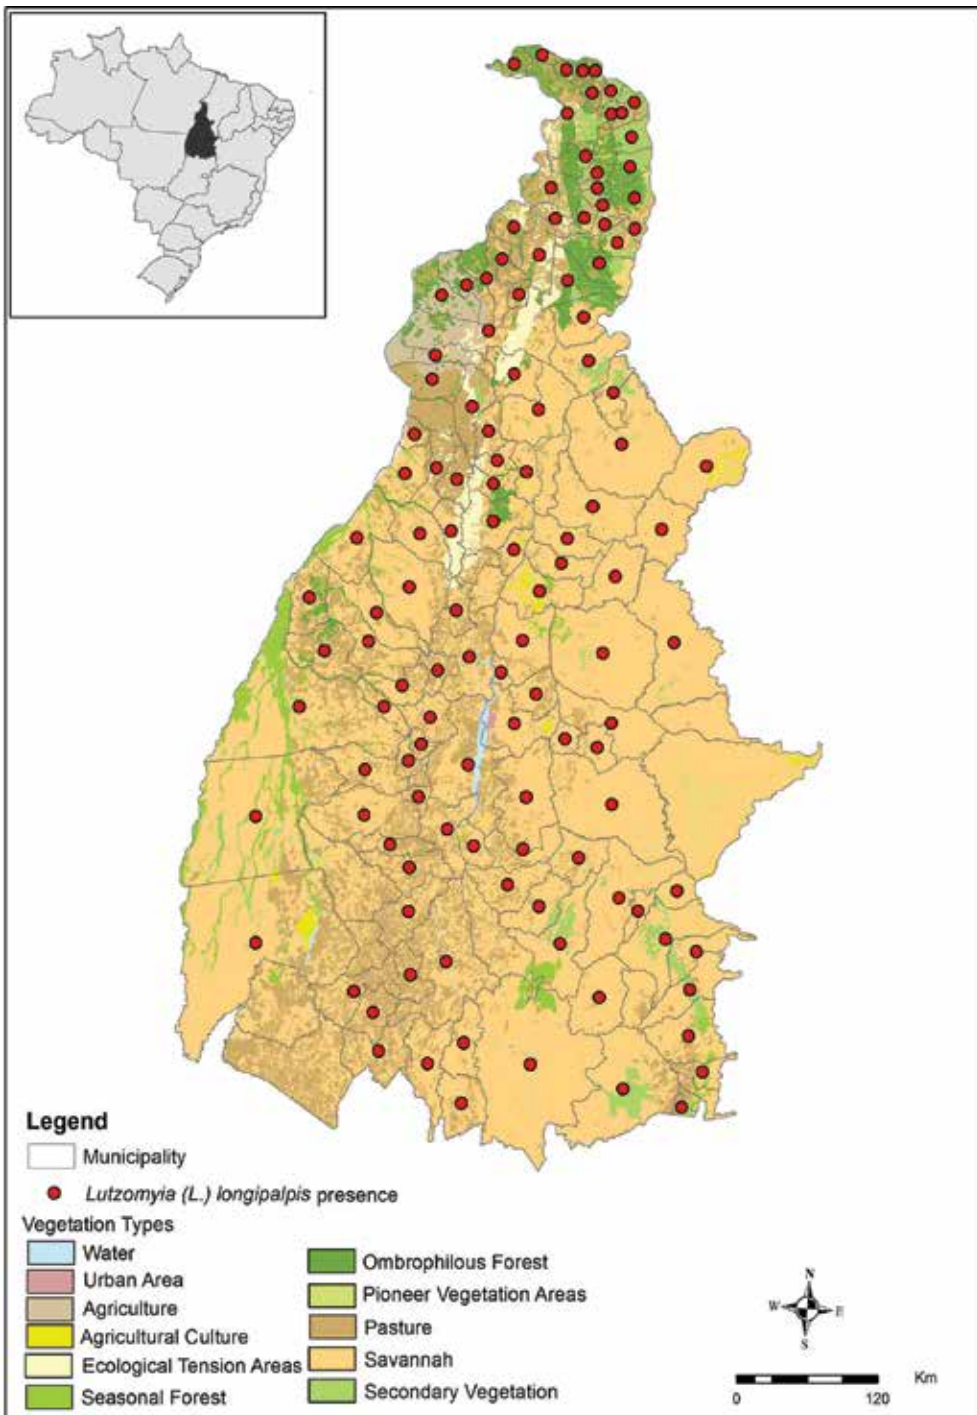 Legend
Municipality
Lutzomyia (L.) longipalpis presence
Vegetation Types
Water
Urban Area
Agriculture
Agricultural Culture
Ecological Tension Areas
Seasonal Forest
Ombrophilous Forest
Pioneer Vegetation Areas
Pasture
Savannah
Secondary Vegetation
N
W E
S
Km
0 120